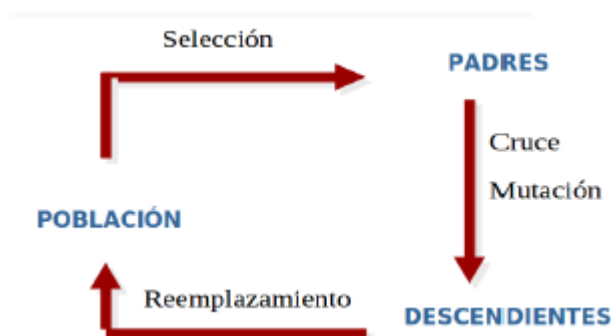 Selección
PADRES
Cruce
Mutación
POBLACIÓN
Reemplazamiento
DESCENDIENTES